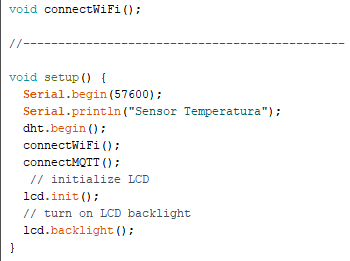 void connectWiFi();
//----------------------------------------------
void setup() {
Serial.begin(57600);
Serial.println("Sensor Temperatura");
dht.begin();
connectWiFi();
connectMQTT();
// initialize LCD
lcd.init();
// turn on LCD backlight
lcd.backlight();
}